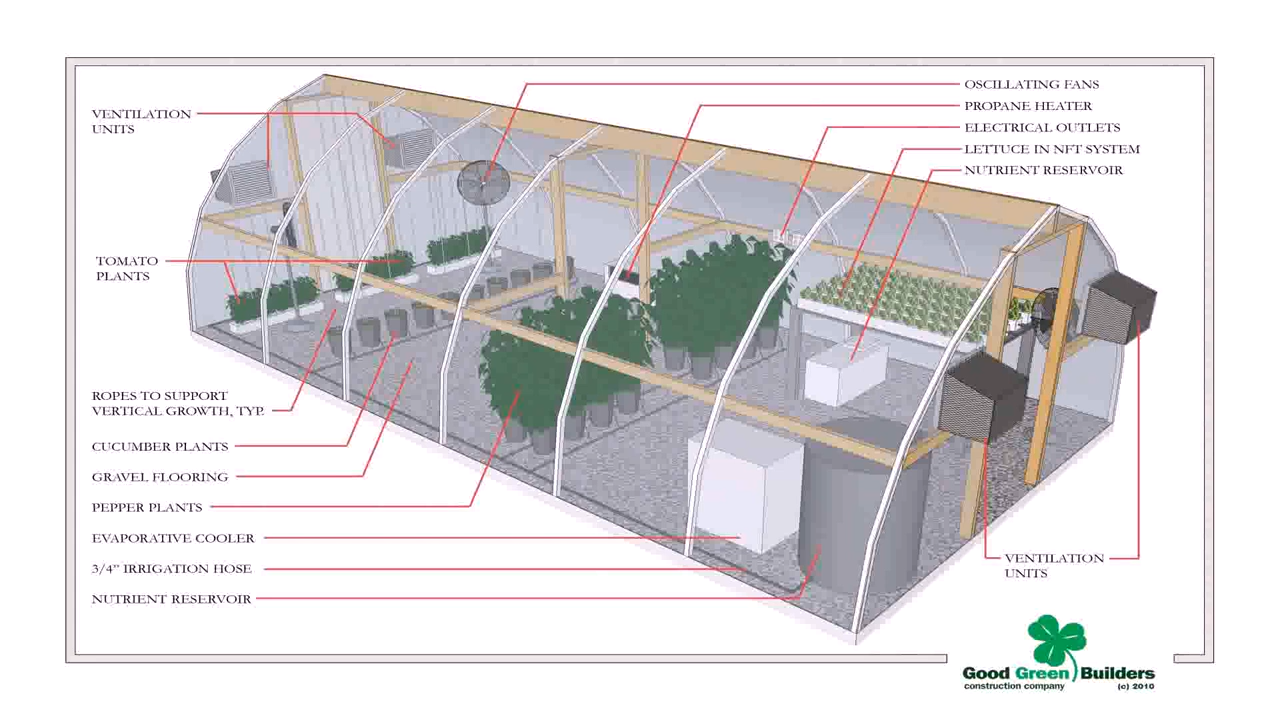 VENTILATION
UNITS
TOMATO
PLANTS
ROPES TO SUPPORT
VERTICAL GROWTH, TYP.
CUCUMBER PLANTS
GRAVEL FLOORING
PEPPER PLANTS
EVAPORATIVE COOLER
3/4” IRRIGATION HOSE
NUTRIENT RESERVOIR
OSCILLATING FANS
PROPANE HEATER
ELECTRICAL OUTLETS
LETTUCE IN NFT SYSTEM
NUTRIENT RESERVOIR
VENTILATION
UNITS
Good Green Builders
construction company (c) 2010